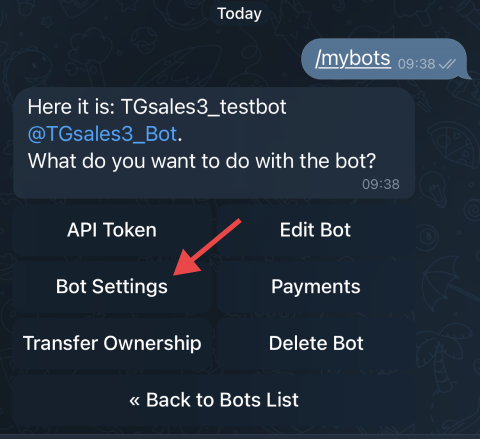 Today
/mybots 09:38
Here it is: TGsales3_testbot
@TGsales3_Bot.
What do you want to do with the bot?
09:38
API Token Edit Bot
Bot Settings Payments
Transfer Ownership Delete Bot
« Back to Bots List